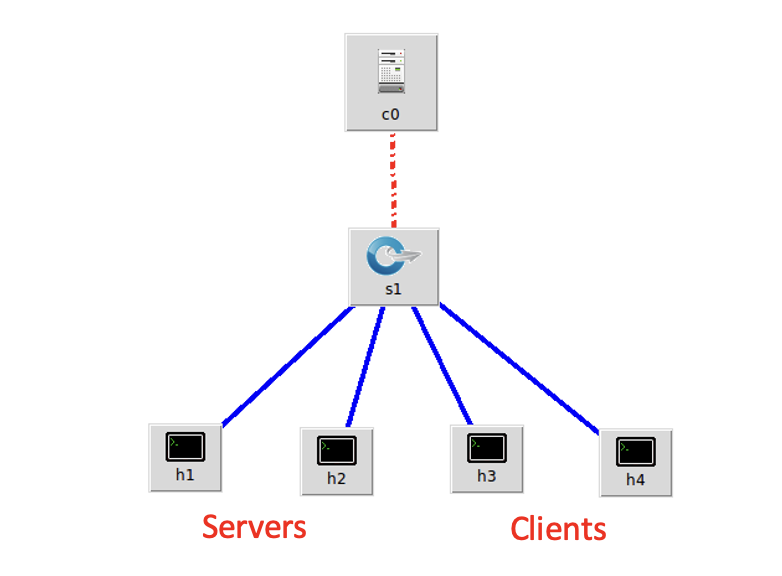 c0
s1
h1
h2
h3
h4
Servers
Clients